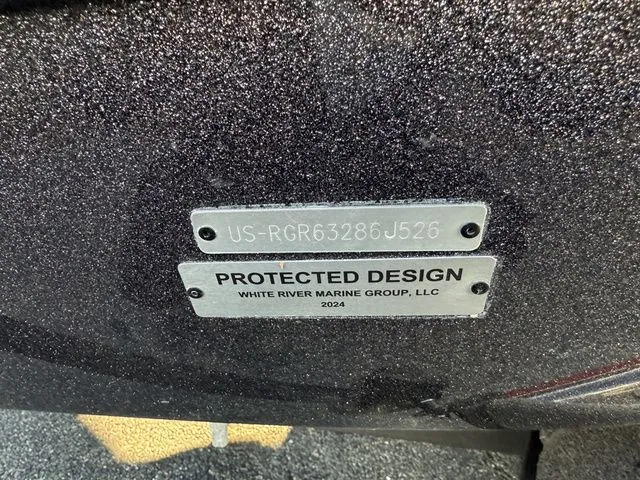 US-RGR63286J526
PROTECTED DESIGN
WHITE RIVER MARINE GROUP, LLC
2024